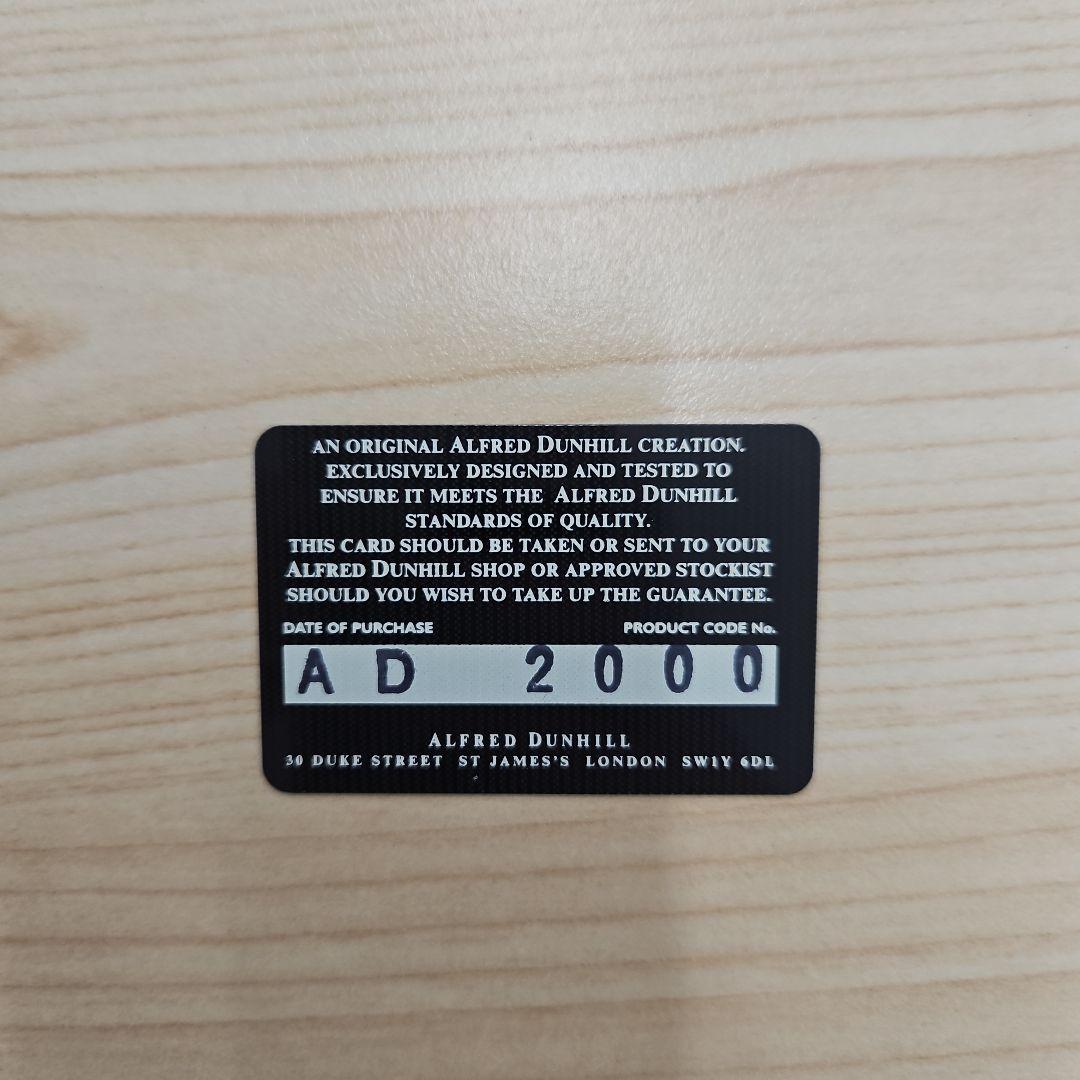 AN ORIGINAL ALFRED DUNHILL CREATION.
EXCLUSIVELY DESIGNED AND TESTED TO
ENSURE IT MEETS THE ALFRED DUNHILL
STANDARDS OF QUALITY.
THIS CARD SHOULD BE TAKEN OR SENT TO YOUR
ALFRED DUNHILL SHOP OR APPROVED STOCKIST
SHOULD YOU WISH TO TAKE UP THE GUARANTEE.
DATE OF PURCHASE PRODUCT CODE No.
AD 2000
ALFRED DUNHILL
30 DUKE STREET ST JAMES'S LONDON SW1Y 6DL